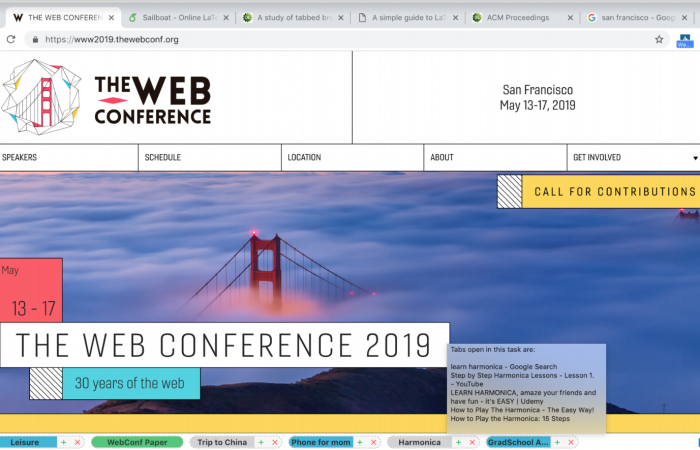 THE WEB CONFEREN
Sailboat - Online LaTe
A study of tabbed bro
A simple guide to LaT
ACM Proceedings
san francisco - Goog
https://www2019.thewebconf.org
We...
THE WEB
CONFERENCE
San Francisco
May 13-17, 2019
SPEAKERS SCHEDULE LOCATION ABOUT GET INVOLVED
CALL FOR CONTRIBUTIONS
May
13 - 17
THE WEB CONFERENCE 2019
30 years of the web
Tabs open in this task are:
learn harmonica - Google Search
Step by Step Harmonica Lessons - Lesson 1.
- YouTube
LEARN HARMONICA, amaze your friends and
have fun - it's EASY | Udemy
How to Play The Harmonica - The Easy Way!
How to Play the Harmonica: 15 Steps
Leisure + × WebConf Paper Trip to China + × Phone for mom + × Harmonica + × GradSchool A... + ×